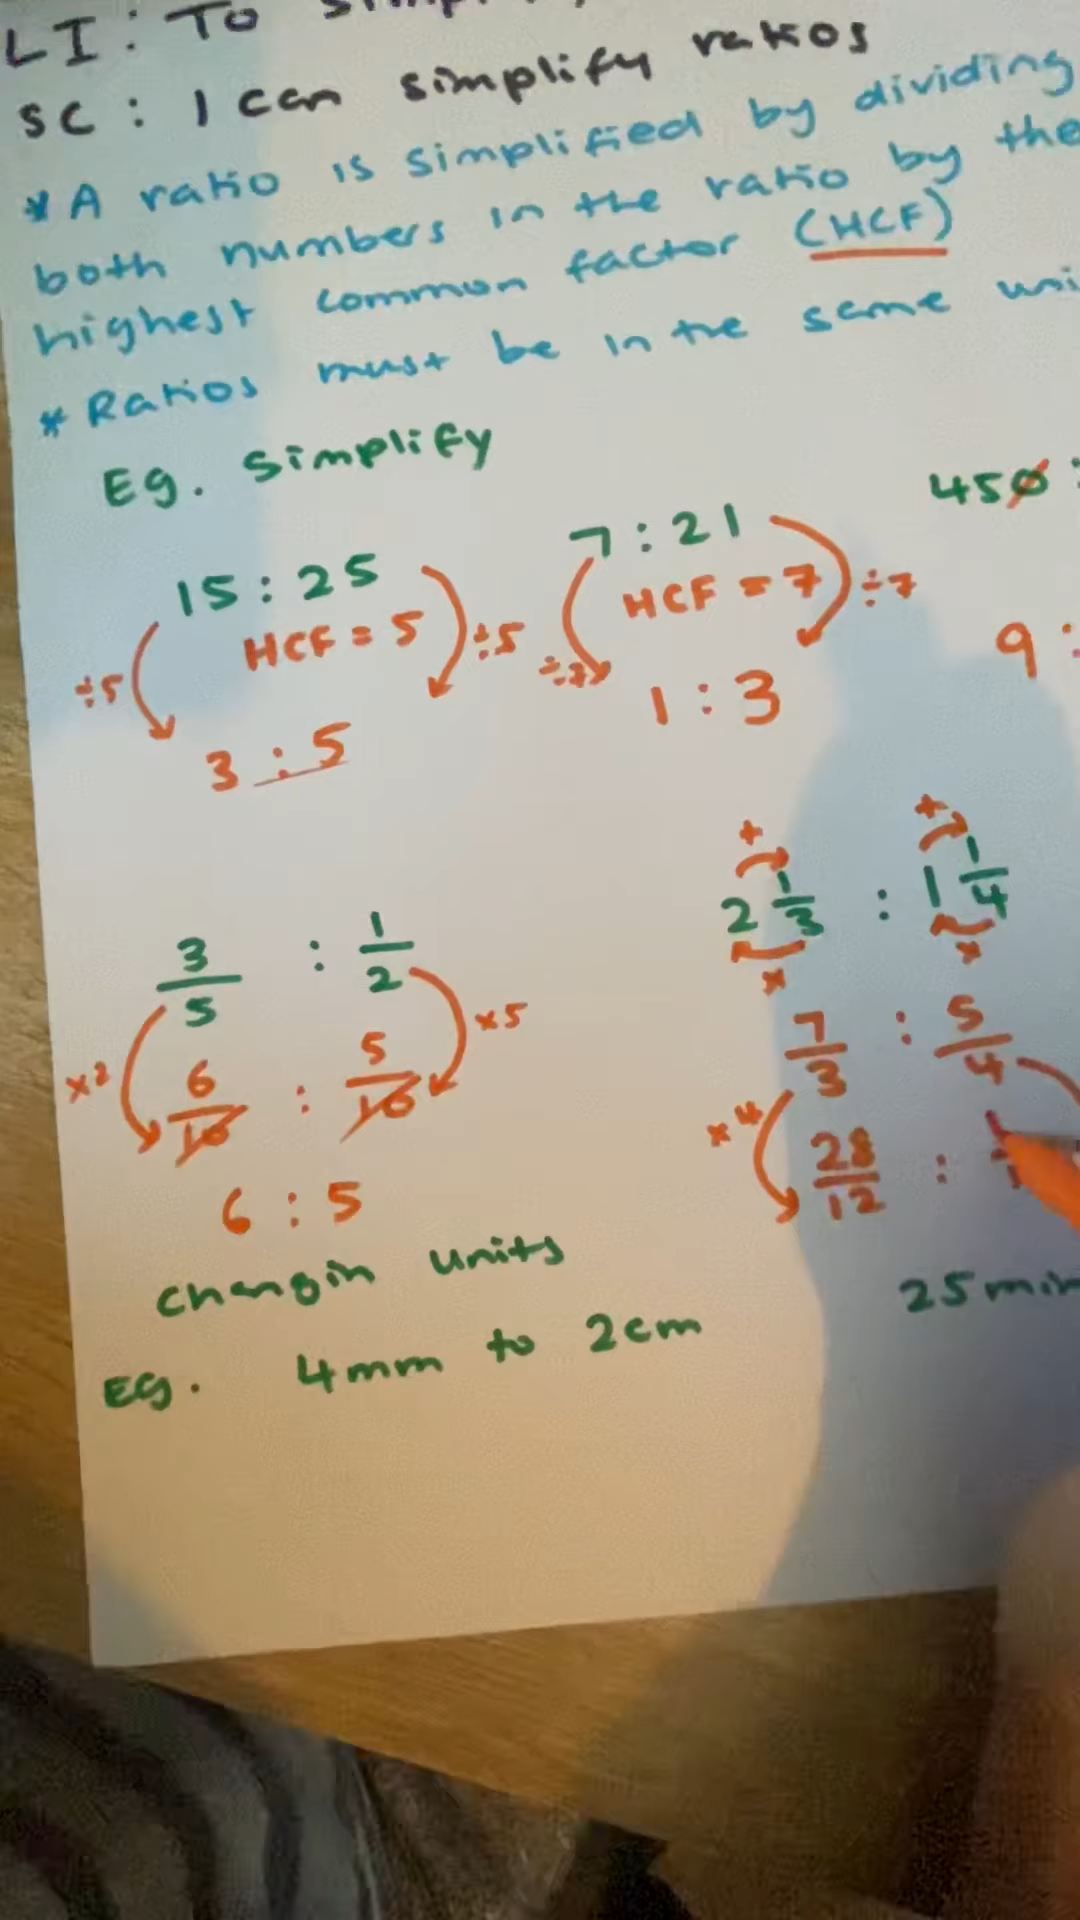 LI : To
SC : I can simplify ratios
* A ratio is simplified by dividing
both numbers in the ratio by the
highest common factor (HCF)
* Ratios must be in the same
Eg. Simplify
15 : 25
HCF = 5
÷5
÷5
3 : 5
7 : 21
HCF = 7
÷7
÷7
1 : 3
450 :
9 :
3/5 : 1/2
×2
×5
6/10 : 5/10
6 : 5
+
+
2 1/3 : 1 1/4
×
×
7/3 : 5/4
×4
28/12 :
changin units
Eg. 4mm to 2cm
25